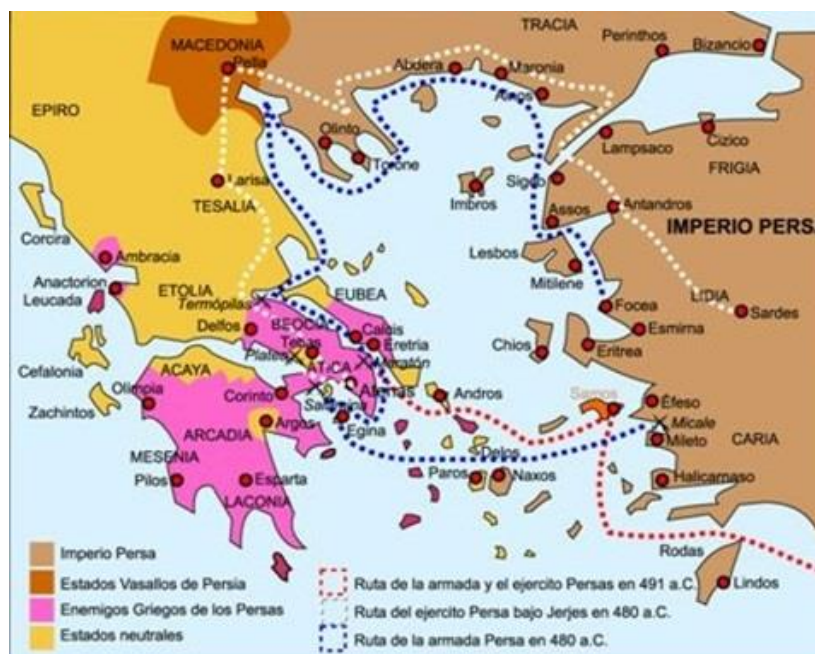 TRACIA
MACEDONIA
Perinthos
Bizancio
Pella
Abdera
Maronia
Ainos
EPIRO
Olinto
Torone
Lampsaco
Cizico
FRIGIA
Larisa
Sigeo
TESALIA
Imbros
Assos
Antandros
IMPERIO PERSA
Corcira
Ambracia
Lesbos
Mitilene
Anactorion
Leucada
ETOLIA
EUBEA
Termópilas
LIDIA
Sardes
Focea
Delfos
BEOCIA
Calcis
Esmirna
Tebas
Eretria
Chios
Eritrea
Platea
Maratón
ACAYA
ATICA
Cefalonia
Atenas
Olimpia
Corinto
Andros
Samos
Éfeso
Zachintos
Salamina
Micale
Argos
Egina
Mileto
ARCADIA
CARIA
MESENIA
Delos
Pilos
Esparta
Paros
Naxos
Halicarnaso
LACONIA
Rodas
Lindos
Imperio Persa
Estados Vasallos de Persia
Enemigos Griegos de los Persas
Estados neutrales
Ruta de la armada y el ejercito Persas en 491 a.C.
Ruta del ejercito Persa bajo Jerjes en 480 a.C.
Ruta de la armada Persa en 480 a.C.